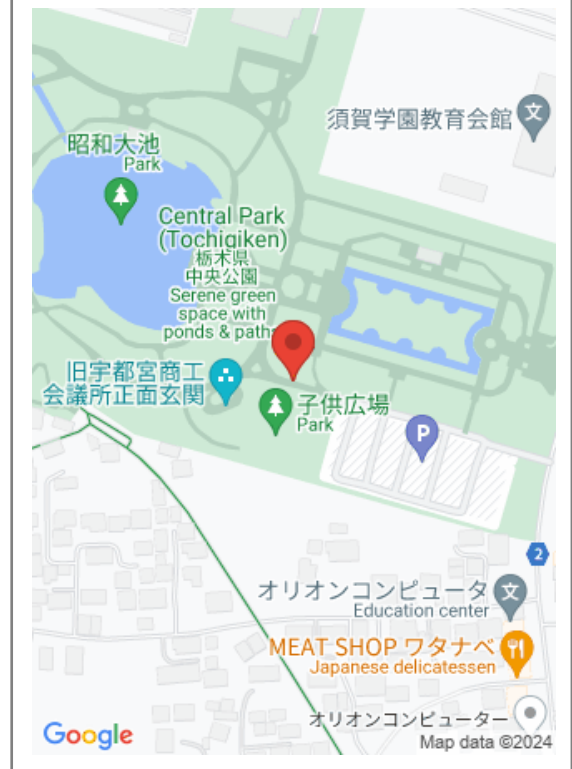 須賀学園教育会館
昭和大池
Park
Central Park
(Tochigiken)
栃木県
中央公園
Serene green
space with
ponds & paths
旧宇都宮商工
会議所正面玄関
子供広場
Park
P
2
オリオンコンピュータ
Education center
MEAT SHOP ワタナベ
Japanese delicatessen
オリオンコンピューター
Google
Map data ©2024